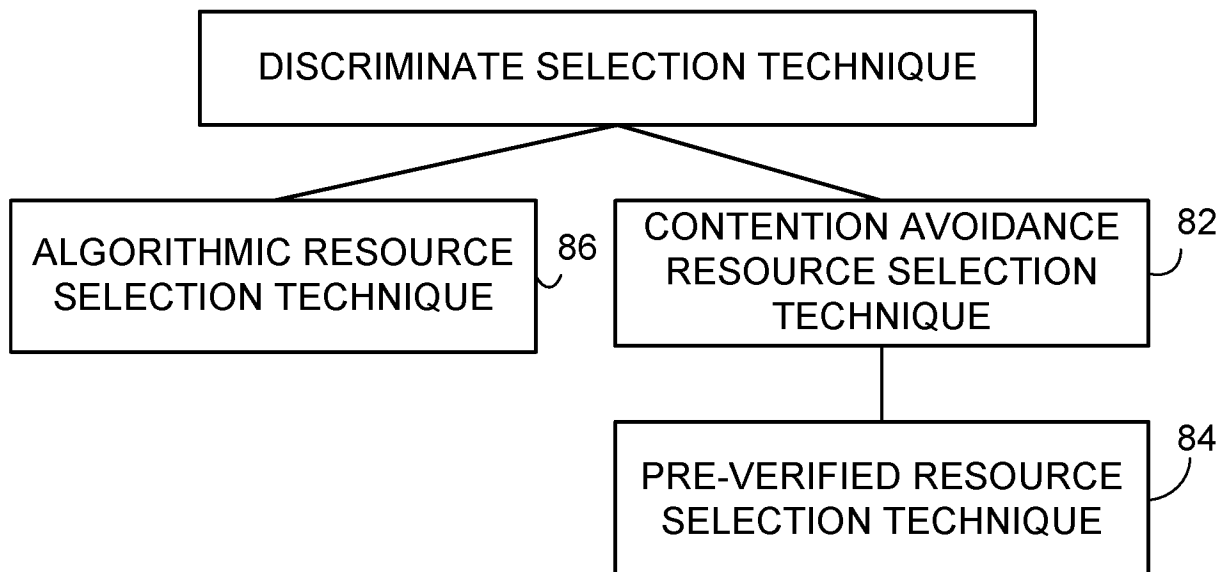 DISCRIMINATE SELECTION TECHNIQUE
ALGORITHMIC RESOURCE
SELECTION TECHNIQUE
86
CONTENTION AVOIDANCE
RESOURCE SELECTION
TECHNIQUE
82
PRE-VERIFIED RESOURCE
SELECTION TECHNIQUE
84